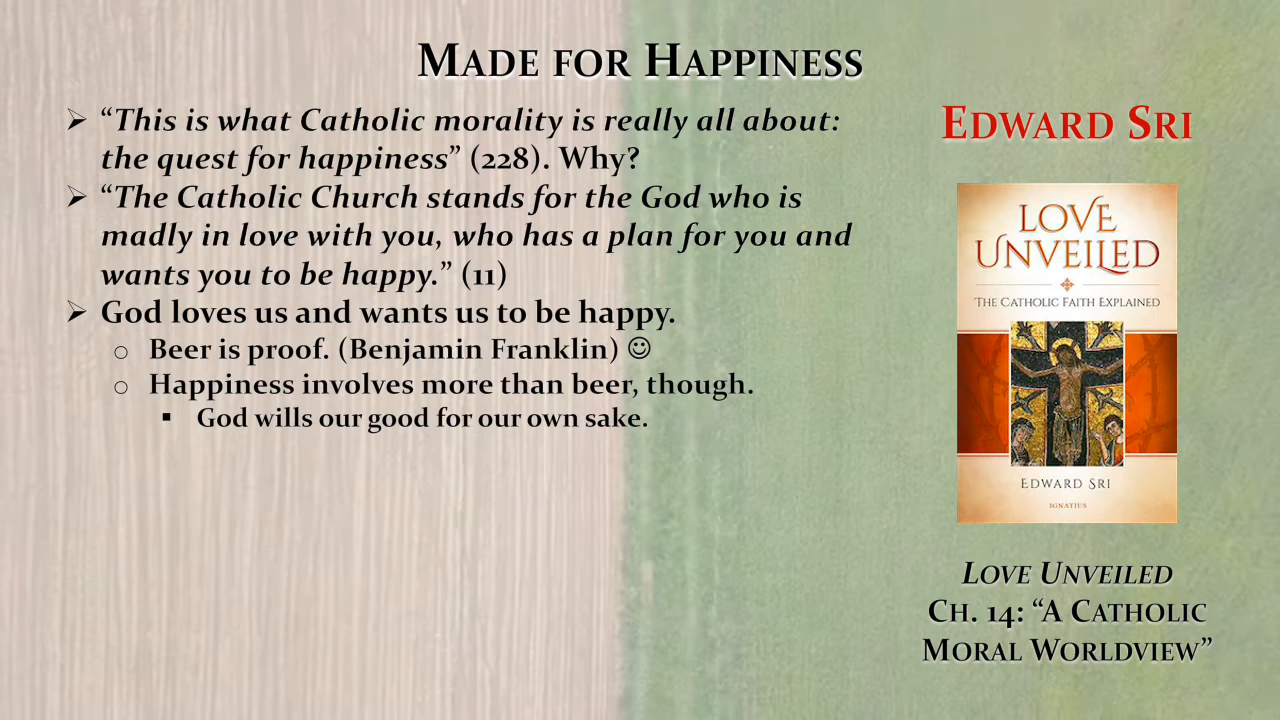 MADE FOR HAPPINESS
➢ “This is what Catholic morality is really all about:
the quest for happiness” (228). Why?
➢ “The Catholic Church stands for the God who is
madly in love with you, who has a plan for you and
wants you to be happy.” (11)
➢ God loves us and wants us to be happy.
o Beer is proof. (Benjamin Franklin) ☺
o Happiness involves more than beer, though.
▪ God wills our good for our own sake.
EDWARD SRI
LOVE
UNVEILED
THE CATHOLIC FAITH EXPLAINED
EDWARD SRI
IGNATIUS
LOVE UNVEILED
CH. 14: “A CATHOLIC
MORAL WORLDVIEW”